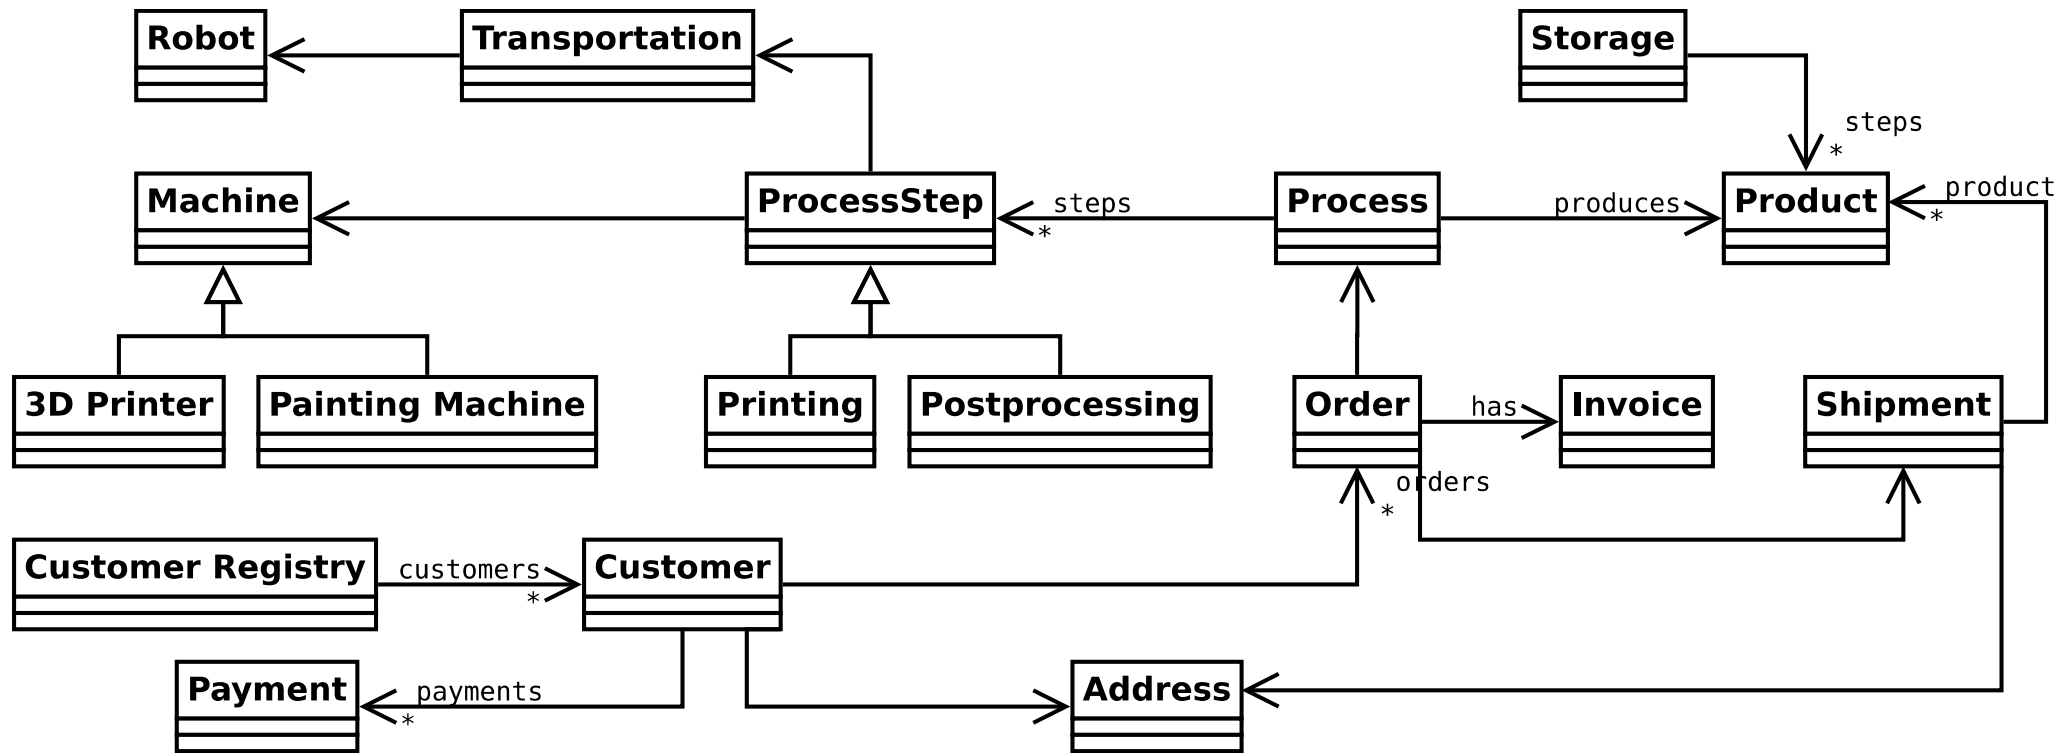 Robot
Transportation
Storage
steps
*
Machine
ProcessStep
steps
*
Process
produces
Product
product
*
3D Printer
Painting Machine
Printing
Postprocessing
Order
has
Invoice
Shipment
orders
*
Customer Registry
customers
*
Customer
Payment
payments
*
Address